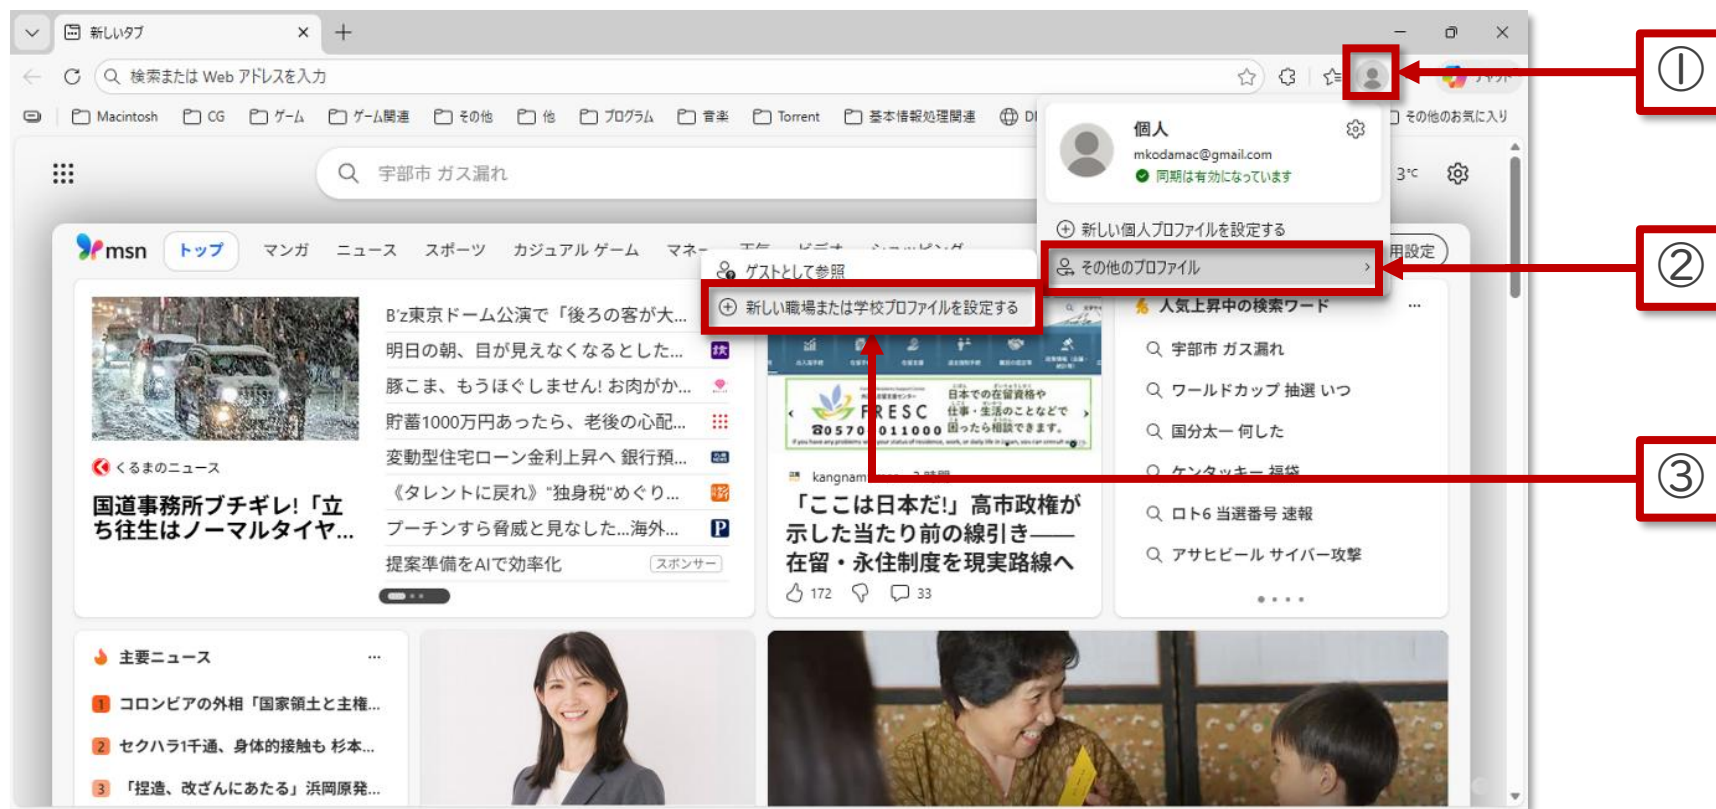 新しいタブ
検索または Web アドレスを入力
チャット
①
Macintosh
CG
ゲーム
ゲーム関連
その他
他
プログラム
音楽
Torrent
基本情報処理関連
その他のお気に入り
個人
mkodamac@gmail.com
同期は有効になっています
新しい個人プロファイルを設定する
その他のプロファイル
②
ゲストとして参照
新しい職場または学校プロファイルを設定する
③
宇部市 ガス漏れ
3°C
msn
トップ
マンガ
ニュース
スポーツ
カジュアル ゲーム
マネー
天気
ビデオ
ショッピング
用設定
くるまのニュース
国道事務所ブチギレ!「立
ち往生はノーマルタイヤ...
B'z東京ドーム公演で「後ろの客が大...
明日の朝、目が見えなくなるとした...
豚こま、もうほぐしません! お肉がか...
貯蓄1000万円あったら、老後の心配...
変動型住宅ローン金利上昇へ 銀行預...
《タレントに戻れ》"独身税"めぐり...
プーチンすら脅威と見なした...海外...
提案準備をAIで効率化
スポンサー
FRESC
日本での在留資格や
仕事・生活のことなどで
困ったら相談できます。
kangnam
「ここは日本だ!」高市政権が
示した当たり前の線引き――
在留・永住制度を現実路線へ
172
33
人気上昇中の検索ワード
宇部市 ガス漏れ
ワールドカップ 抽選 いつ
国分太一 何した
ケンタッキー 福袋
ロト6 当選番号 速報
アサヒビール サイバー攻撃
主要ニュース
1 コロンビアの外相「国家領土と主権...
2 セクハラ1千通、身体的接触も 杉本...
3 「捏造、改ざんにあたる」浜岡原発...